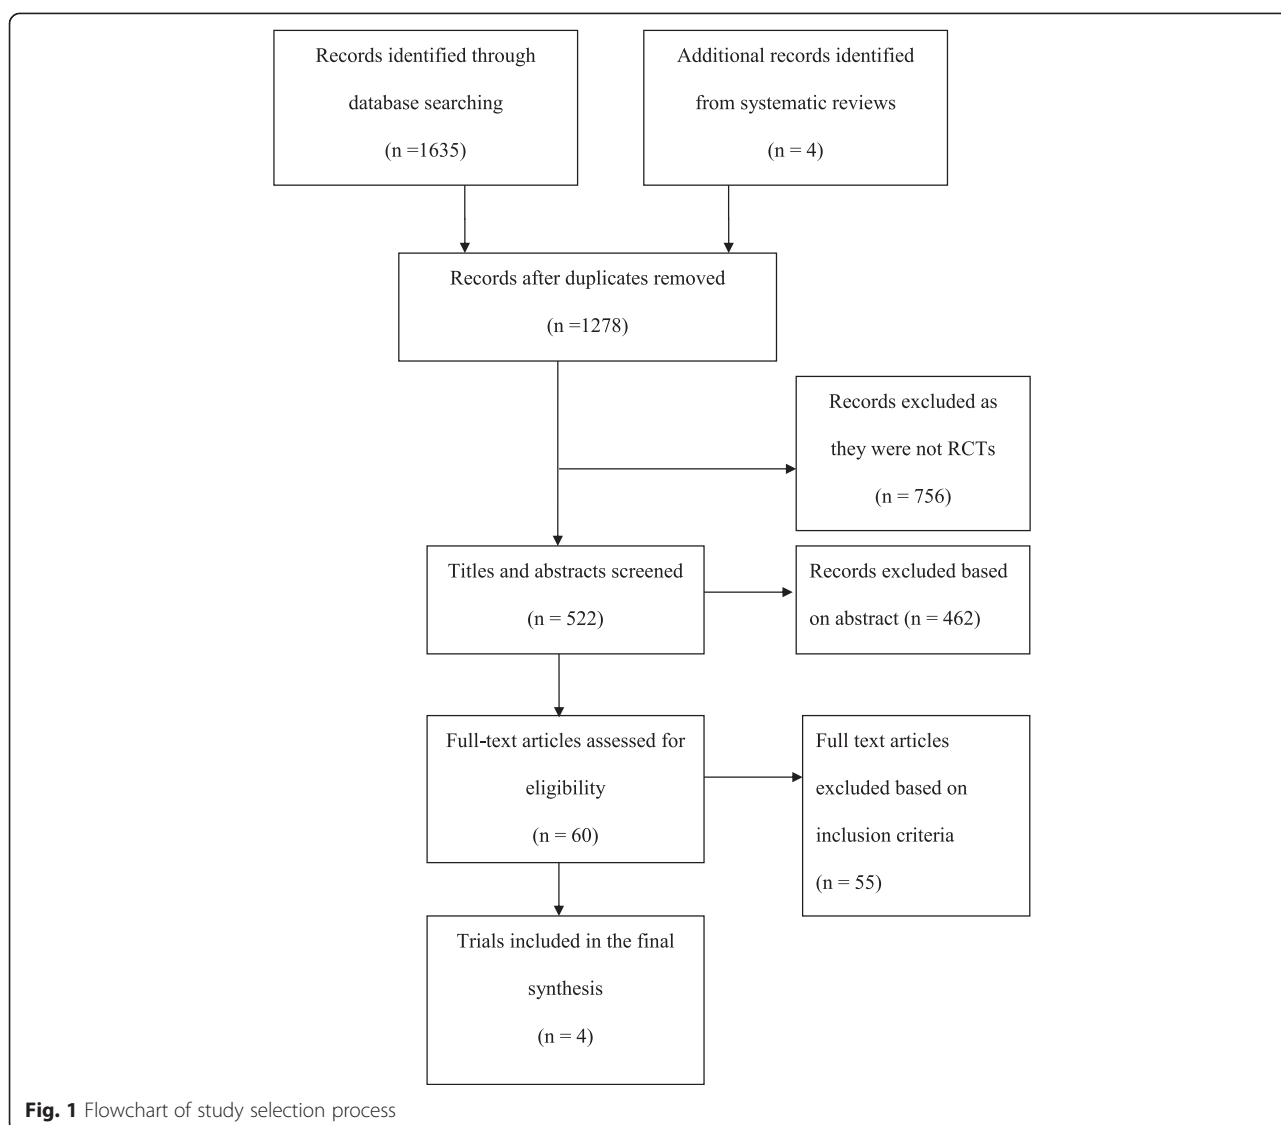 Records identified through
database searching
(n =1635)
Additional records identified
from systematic reviews
(n = 4)
Records after duplicates removed
(n =1278)
Records excluded as
they were not RCTs
(n = 756)
Titles and abstracts screened
(n = 522)
Records excluded based
on abstract (n = 462)
Full-text articles assessed for
eligibility
(n = 60)
Full text articles
excluded based on
inclusion criteria
(n = 55)
Trials included in the final
synthesis
(n = 4)
Fig. 1 Flowchart of study selection process